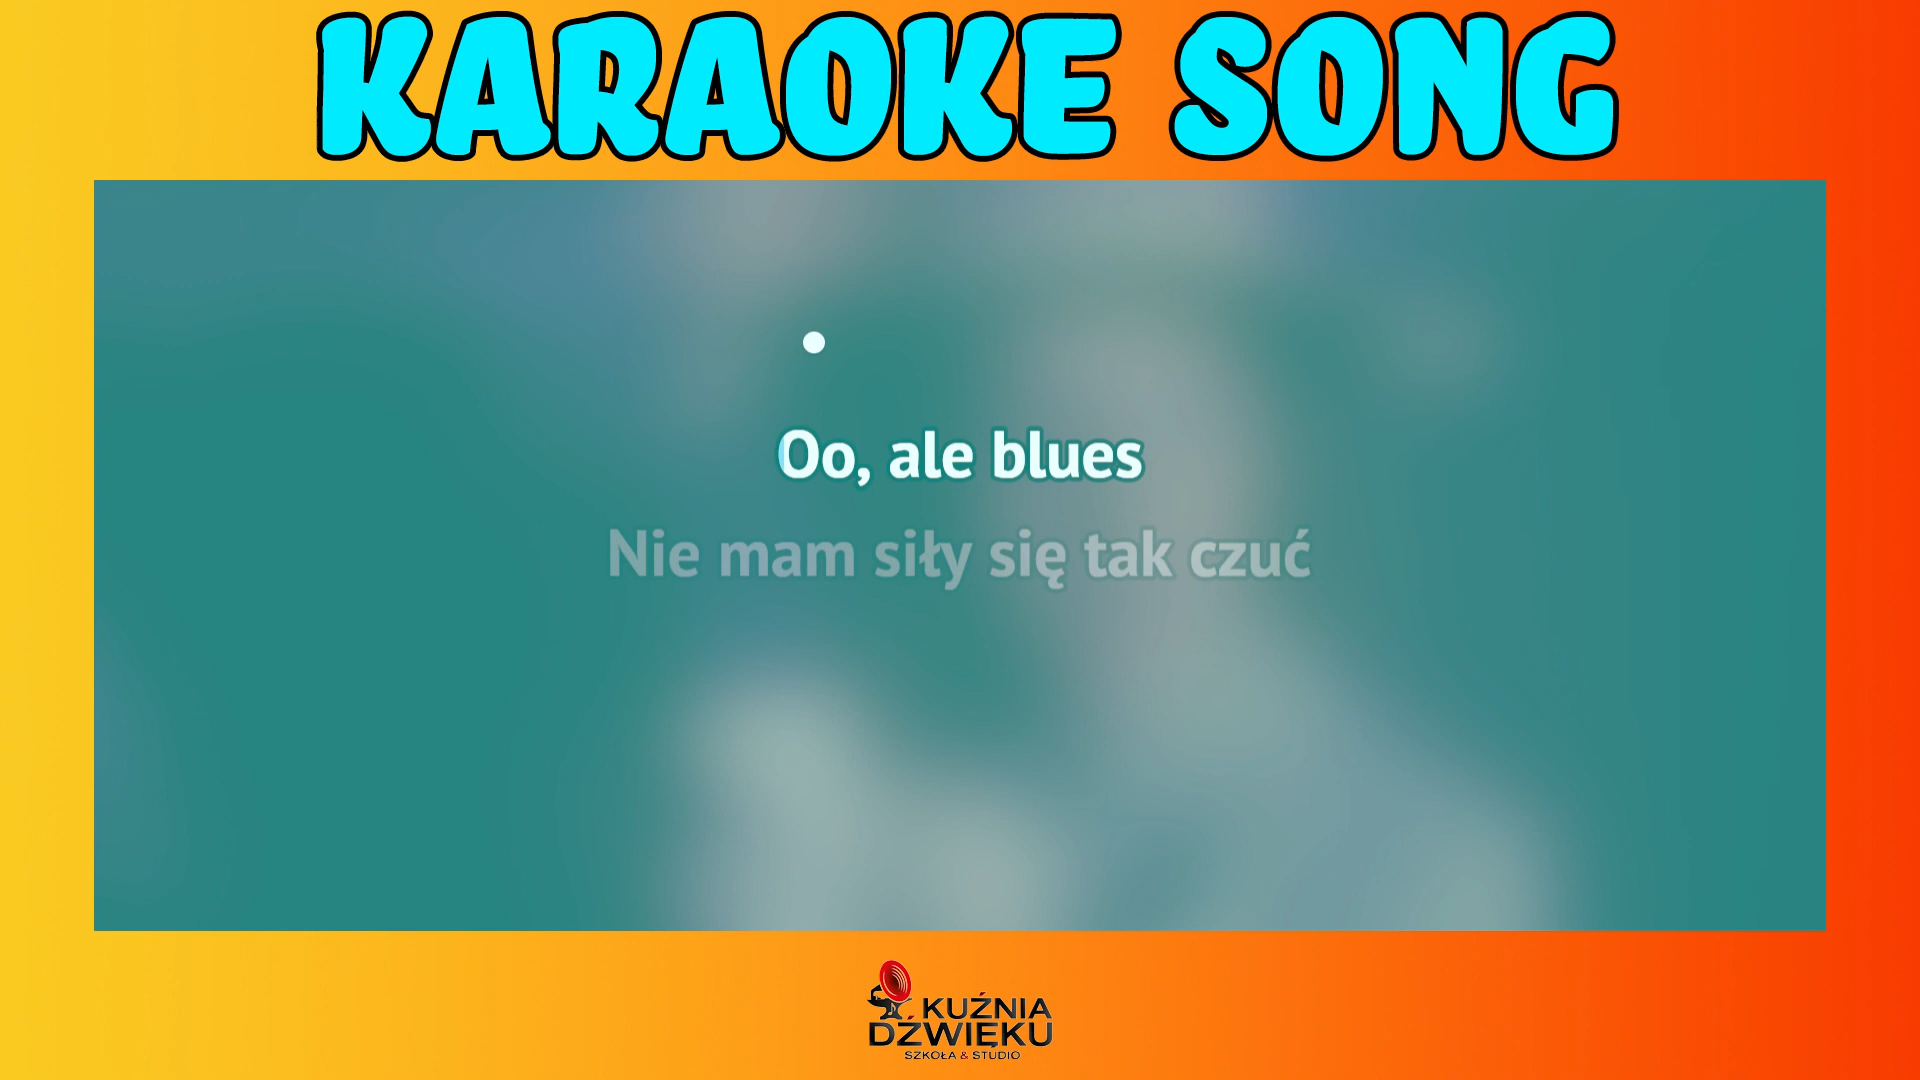 KARAOKE SONG
Oo, ale blues
Nie mam siły się tak czuć
KUŹNIA
DŹWIĘKU
SZKOŁA & STUDIO